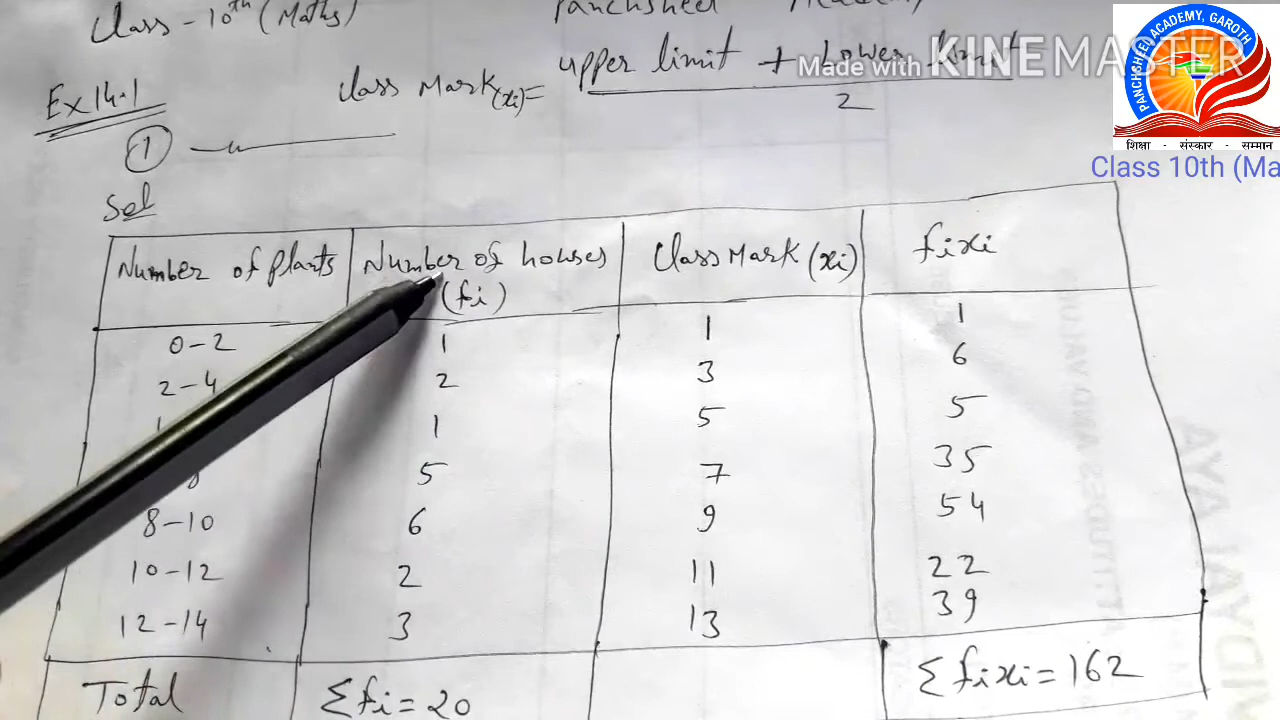 Class - 10th (Maths)
Panchsheel Academy
Ex 14.1
Class Mark(xi) = upper limit + Lower limit
2
Made with KINEMASTER
PANCHSHEEL ACADEMY, GAROTH
शिक्षा - संस्कार - सम्मान
Class 10th (Ma
1
Sol
Number of plants Number of houses (fi) Class Mark (xi) fixi
0-2 1 1 1
2-4 2 3 6
1 5 5
8 5 7 35
8-10 6 9 54
10-12 2 11 22
12-14 3 13 39
Total Σfi = 20 Σfixi = 162